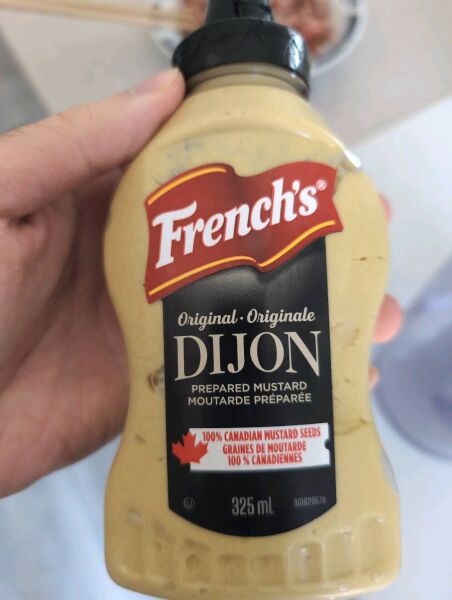 French's®
Original • Originale
DIJON
PREPARED MUSTARD
MOUTARDE PRÉPARÉE
100% CANADIAN MUSTARD SEEDS
GRAINES DE MOUTARDE
100 % CANADIENNES
325 mL